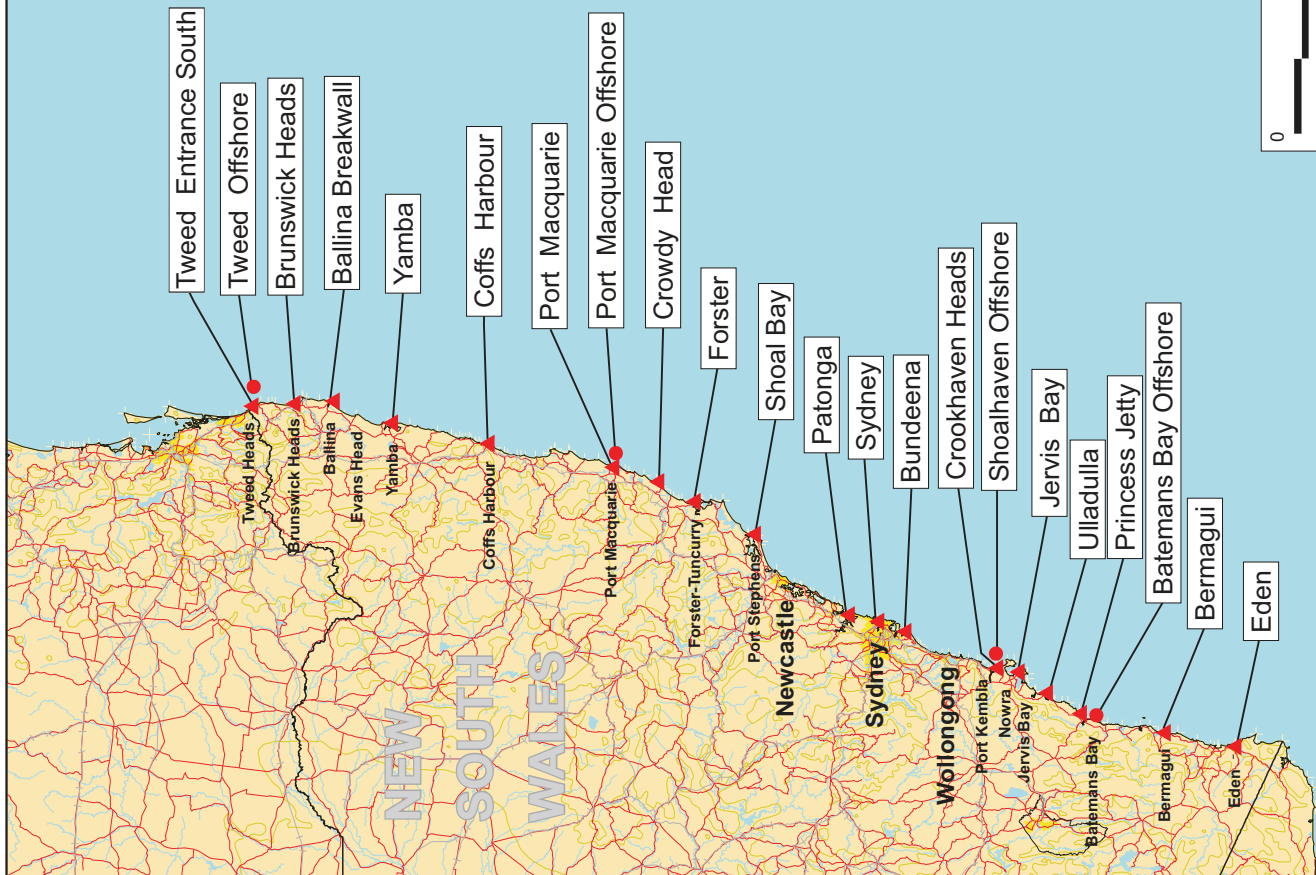 Tweed Entrance South
Tweed Offshore
Brunswick Heads
Ballina Breakwall
Yamba
Coffs Harbour
Port Macquarie
Port Macquarie Offshore
Crowdy Head
Forster
Shoal Bay
Patonga
Sydney
Bundeena
Crookhaven Heads
Shoalhaven Offshore
Jervis Bay
Ulladulla
Princess Jetty
Batemans Bay Offshore
Bermagui
Eden
Tweed Heads
Brunswick Heads
Ballina
Evans Head
Yamba
Coffs Harbour
Port Macquarie
Forster-Tuncurry
Port Stephens
Newcastle
Sydney
Wollongong
Port Kembla
Nowra
Jervis Bay
Batemans Bay
Bermagui
Eden
NEW
SOUTH
WALES
0